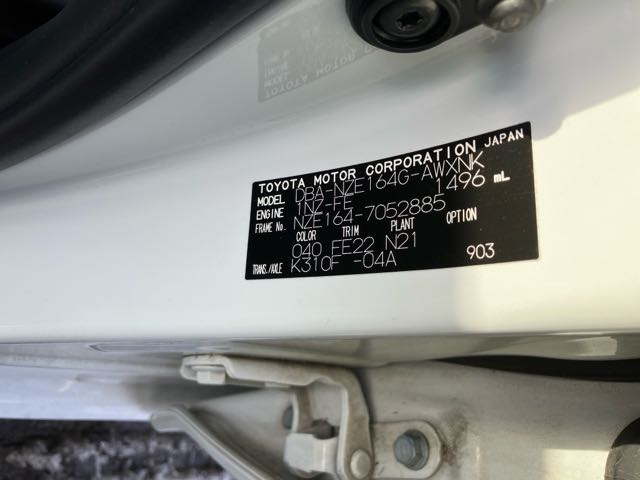 TOYOTA MOTOR CORPORATION JAPAN
MODEL DBA-NZE164G-AWXNK
ENGINE 1NZ-FE 1496 mL
FRAME No. NZE164-7052885
COLOR TRIM PLANT OPTION
040 FE22 N21
TRANS./AXLE K310F -04A 903